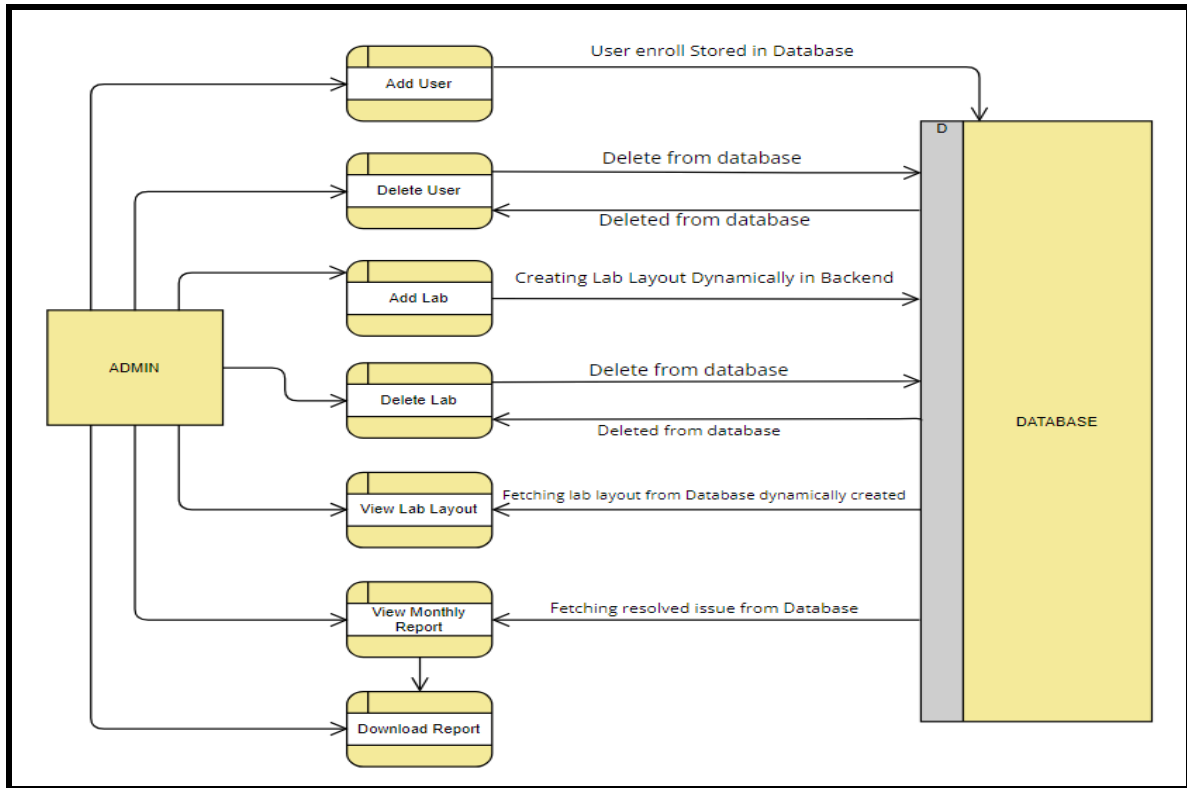 User enroll Stored in Database
Add User
D
Delete from database
Delete User
Deleted from database
Creating Lab Layout Dynamically in Backend
Add Lab
ADMIN
Delete from database
Delete Lab
DATABASE
Deleted from database
Fetching lab layout from Database dynamically created
View Lab Layout
Fetching resolved issue from Database
View Monthly
Report
Download Report